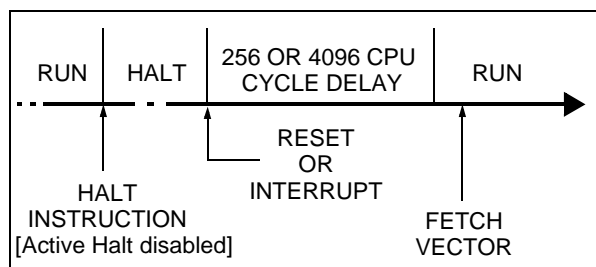 256 OR 4096 CPU
RUN HALT CYCLE DELAY RUN
RESET
OR
INTERRUPT
HALT
INSTRUCTION
[Active Halt disabled]
FETCH
VECTOR